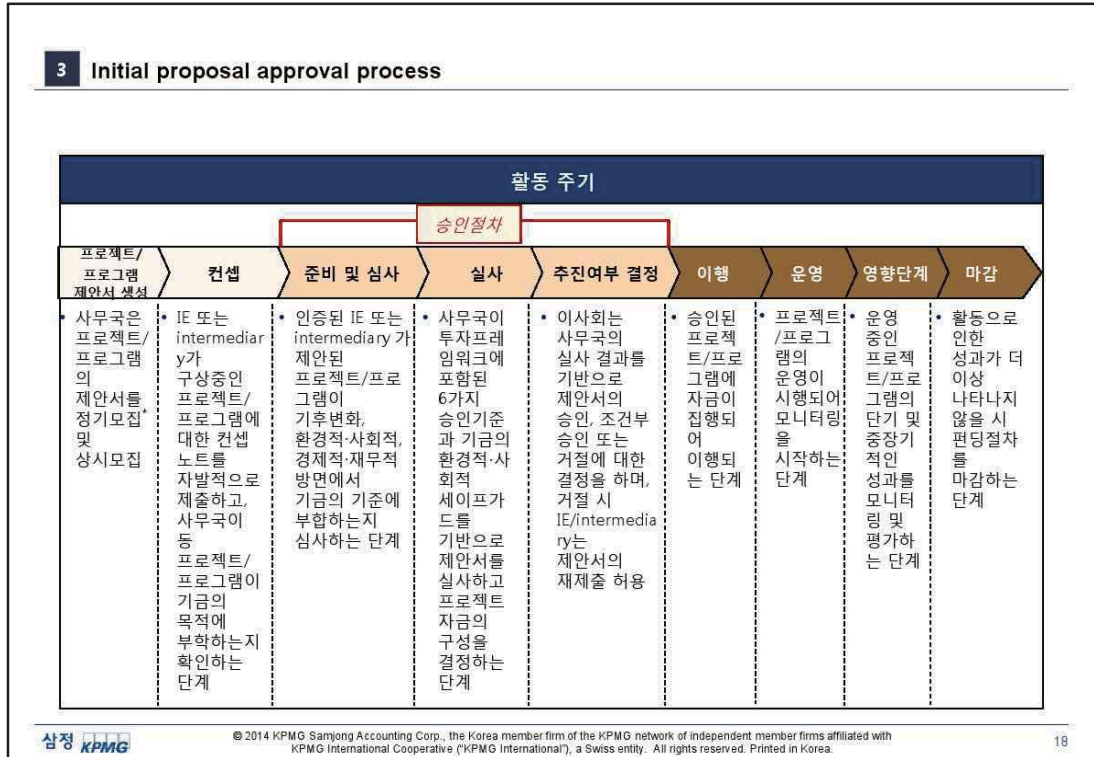 3 Initial proposal approval process
활동 주기
승인절차
프로젝트/
프로그램
제안서 생성
컨셉
준비 및 심사
실사
추진여부 결정
이행
운영
영향단계
마감
• 사무국은
프로젝트/
프로그램
의
제안서를
정기모집*
및
상시모집
• IE 또는
intermediar
y가
구상중인
프로젝트/
프로그램에
대한 컨셉
노트를
자발적으로
제출하고,
사무국이
동
프로젝트/
프로그램이
기금의
목적에
부학하는지
확인하는
단계
• 인증된 IE 또는
intermediary 가
제안된
프로젝트/프로
그램이
기후변화,
환경적·사회적,
경제적·재무적
방면에서
기금의 기준에
부합하는지
심사하는 단계
• 사무국이
투자프레
임워크에
포함된
6가지
승인기준
과 기금의
환경적·사
회적
세이프가
드를
기반으로
제안서를
실사하고
프로젝트
자금의
구성을
결정하는
단계
• 이사회는
사무국의
실사 결과를
기반으로
제안서의
승인, 조건부
승인 또는
거절에 대한
결정을 하며,
거절 시
IE/intermedia
ry는
제안서의
재제출 허용
• 승인된
프로젝
트/프로
그램에
자금이
집행되
어
이행되
는 단계
• 프로젝트
/프로그
램의
운영이
시행되어
모니터링
을
시작하는
단계
• 운영
중인
프로젝
트/프로
그램의
단기 및
중장기
적인
성과를
모니터
링 및
평가하
는 단계
• 활동으로
인한
성과가 더
이상
나타나지
않을 시
펀딩절차
를
마감하는
단계
삼정 KPMG
© 2014 KPMG Samjong Accounting Corp., the Korea member firm of the KPMG network of independent member firms affiliated with
KPMG International Cooperative ("KPMG International"), a Swiss entity. All rights reserved. Printed in Korea.
18